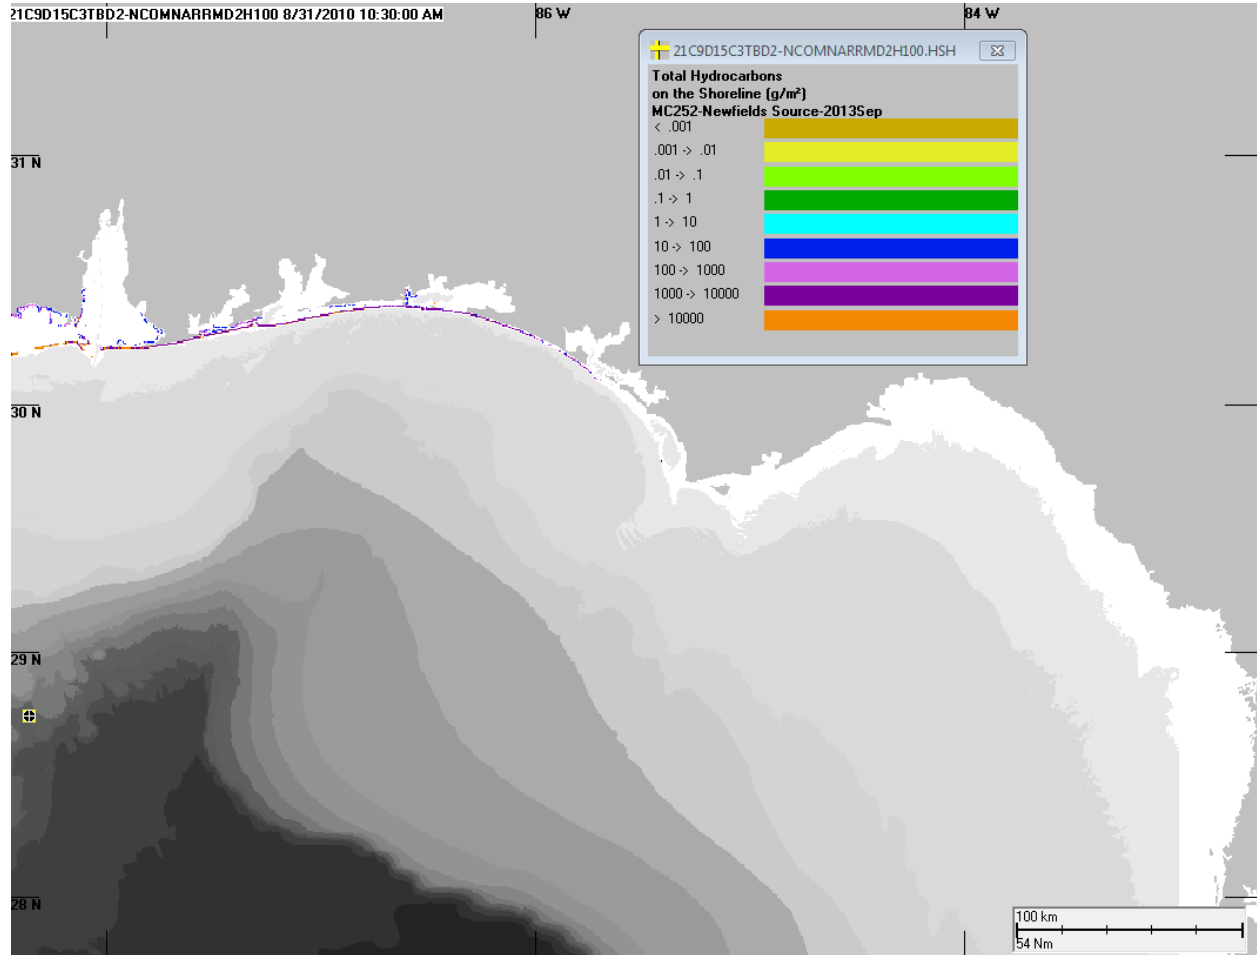 21C9D15C3TBD2-NCOMNARRMD2H100 8/31/2010 10:30:00 AM
86 W
84 W
21C9D15C3TBD2-NCOMNARRMD2H100.HSH
Total Hydrocarbons
on the Shoreline (g/m²)
MC252-Newfields Source-2013Sep
< .001
.001 -> .01
.01 -> .1
.1 -> 1
1 -> 10
10 -> 100
100 -> 1000
1000 -> 10000
> 10000
31 N
30 N
29 N
28 N
100 km
54 Nm